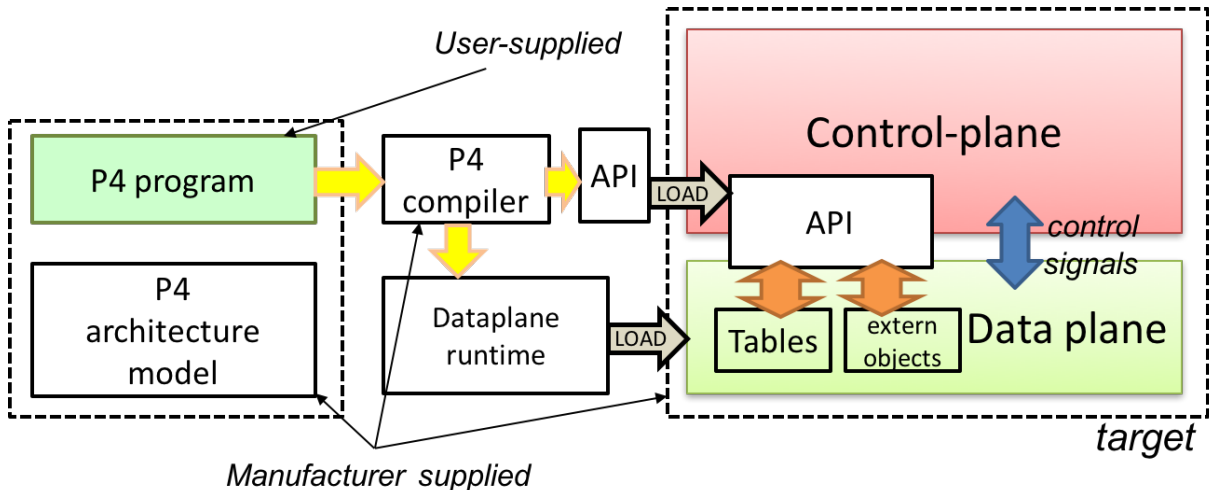 User-supplied
P4 program
P4
compiler
API
LOAD
Control-plane
API
control
signals
P4
architecture
model
Dataplane
runtime
LOAD
Tables
extern
objects
Data plane
target
Manufacturer supplied